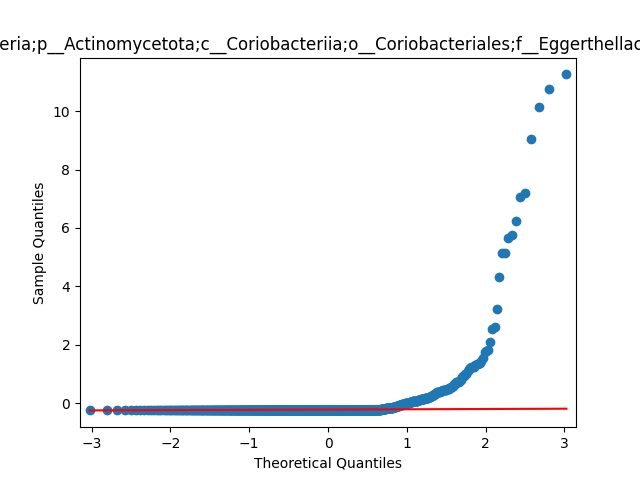 eria;p__Actinomycetota;c__Coriobacteriia;o__Coriobacteriales;f__Eggerthellac
10
8
6
4
2
0
Sample Quantiles
−3 −2 −1 0 1 2 3
Theoretical Quantiles